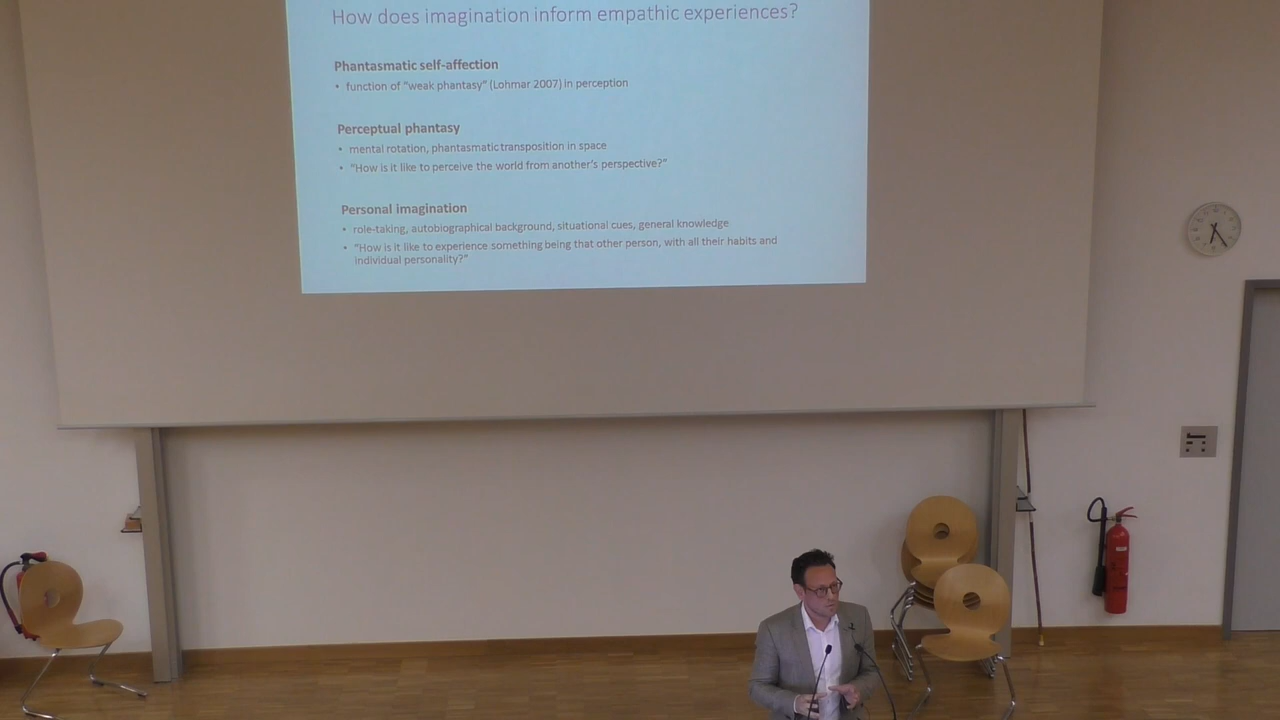 How does imagination inform empathic experiences?
Phantasmatic self-affection
• function of "weak phantasy" (Lohmar 2007) in perception
Perceptual phantasy
• mental rotation, phantasmatic transposition in space
• "How is it like to perceive the world from another's perspective?"
Personal imagination
• role-taking, autobiographical background, situational cues, general knowledge
• "How is it like to experience something being that other person, with all their habits and
individual personality?"